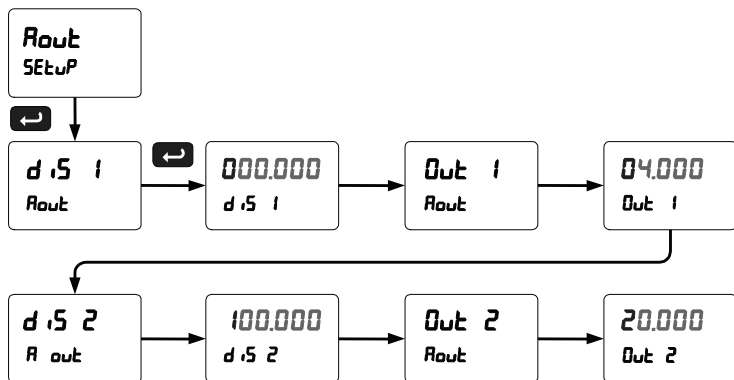 Aout
SEtuP
diS 1
Aout
000.000
diS 1
Out 1
Aout
04.000
Out 1
diS 2
A out
100.000
diS 2
Out 2
Aout
20.000
Out 2